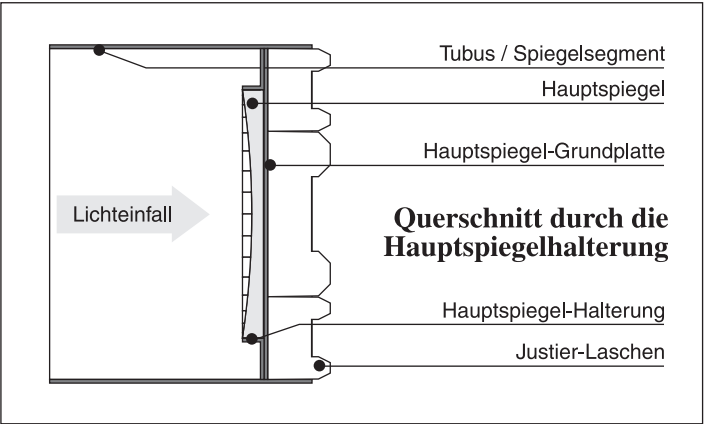 Tubus / Spiegelsegment
Hauptspiegel
Hauptspiegel-Grundplatte
Lichteinfall
Querschnitt durch die
Hauptspiegelhalterung
Hauptspiegel-Halterung
Justier-Laschen